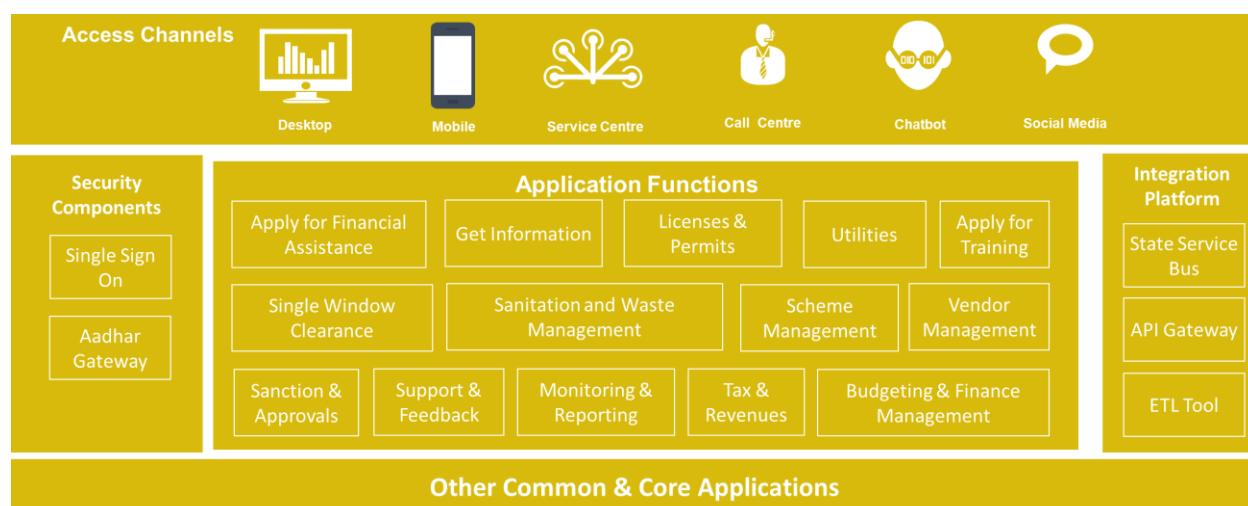 Access Channels
Desktop
Mobile
Service Centre
Call Centre
010-101
Chatbot
Social Media
Security
Components
Single Sign
On
Aadhar
Gateway
Application Functions
Apply for Financial
Assistance
Get Information
Licenses &
Permits
Utilities
Apply for
Training
Single Window
Clearance
Sanitation and Waste
Management
Scheme
Management
Vendor
Management
Sanction &
Approvals
Support &
Feedback
Monitoring &
Reporting
Tax &
Revenues
Budgeting & Finance
Management
Integration
Platform
State Service
Bus
API Gateway
ETL Tool
Other Common & Core Applications